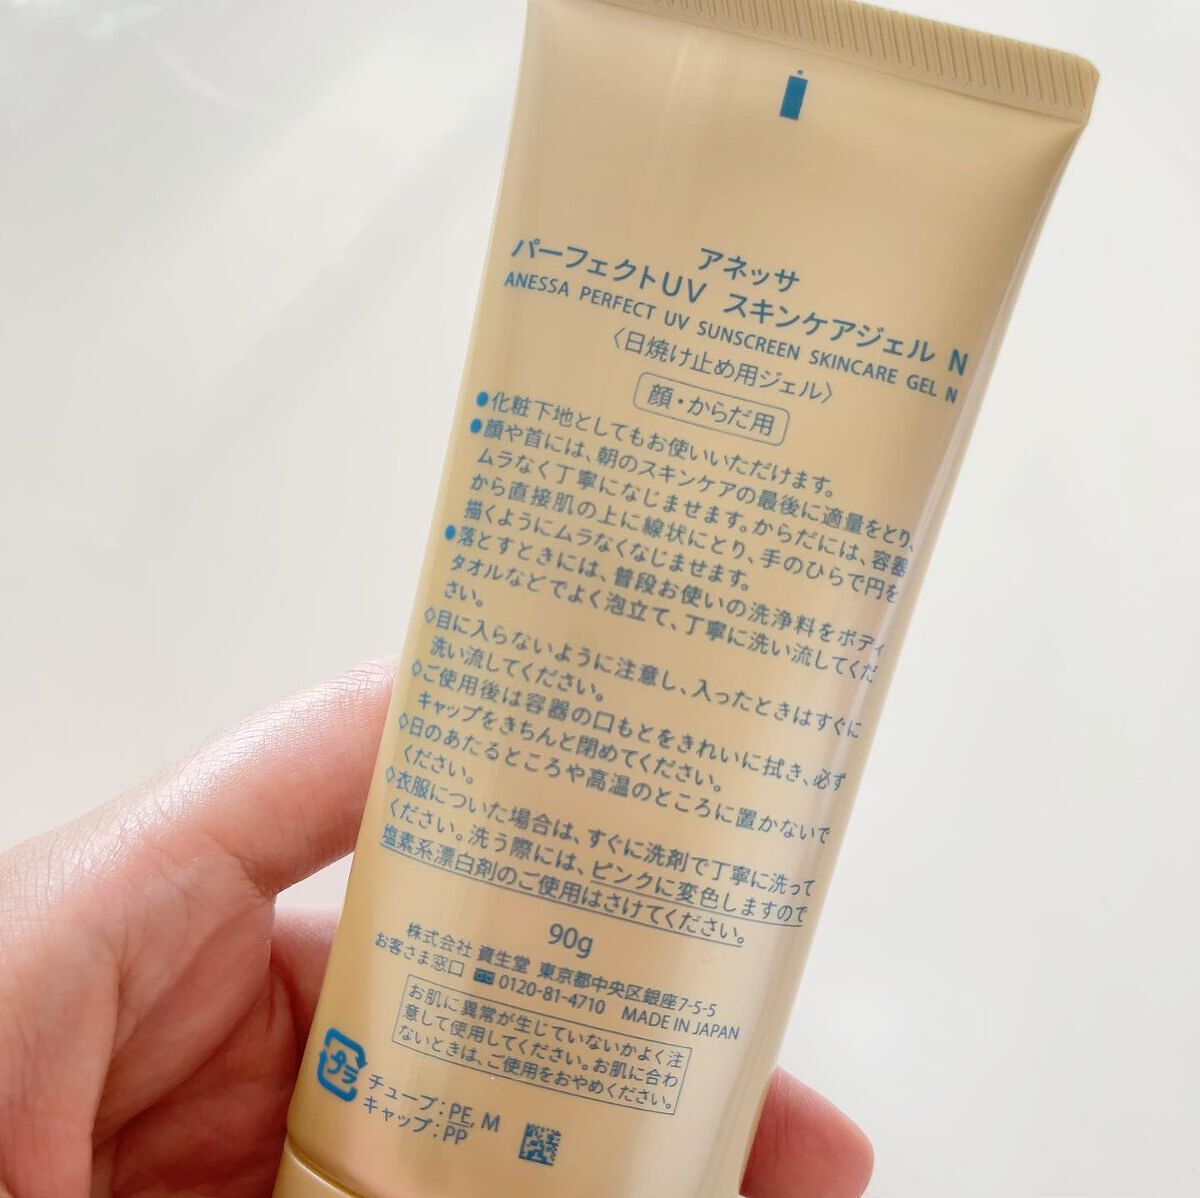 アネッサ
パーフェクトUV スキンケアジェル N
ANESSA PERFECT UV SUNSCREEN SKINCARE GEL N
〈日焼け止め用ジェル〉
顔・からだ用
●化粧下地としてもお使いいただけます。
●顔や首には、朝のスキンケアの最後に適量をとり、
ムラなく丁寧になじませます。からだには、容器
から直接肌の上に線状にとり、手のひらで円を
描くようにムラなくなじませます。
●落とすときには、普段お使いの洗浄料をボディ
タオルなどでよく泡立て、丁寧に洗い流してくだ
さい。
◇目に入らないように注意し、入ったときはすぐに
洗い流してください。
◇ご使用後は容器の口もとをきれいに拭き、必ず
キャップをきちんと閉めてください。
◇日のあたるところや高温のところに置かないで
ください。
◇衣服についた場合は、すぐに洗剤で丁寧に洗って
ください。洗う際には、ピンクに変色しますので
塩素系漂白剤のご使用はさけてください。
90g
株式会社 資生堂 東京都中央区銀座7-5-5
お客さま窓口 0120-81-4710 MADE IN JAPAN
お肌に異常が生じていないかよく注
意して使用してください。お肌に合わ
ないときは、ご使用をおやめください。
プラ
チューブ:PE, M
キャップ:PP